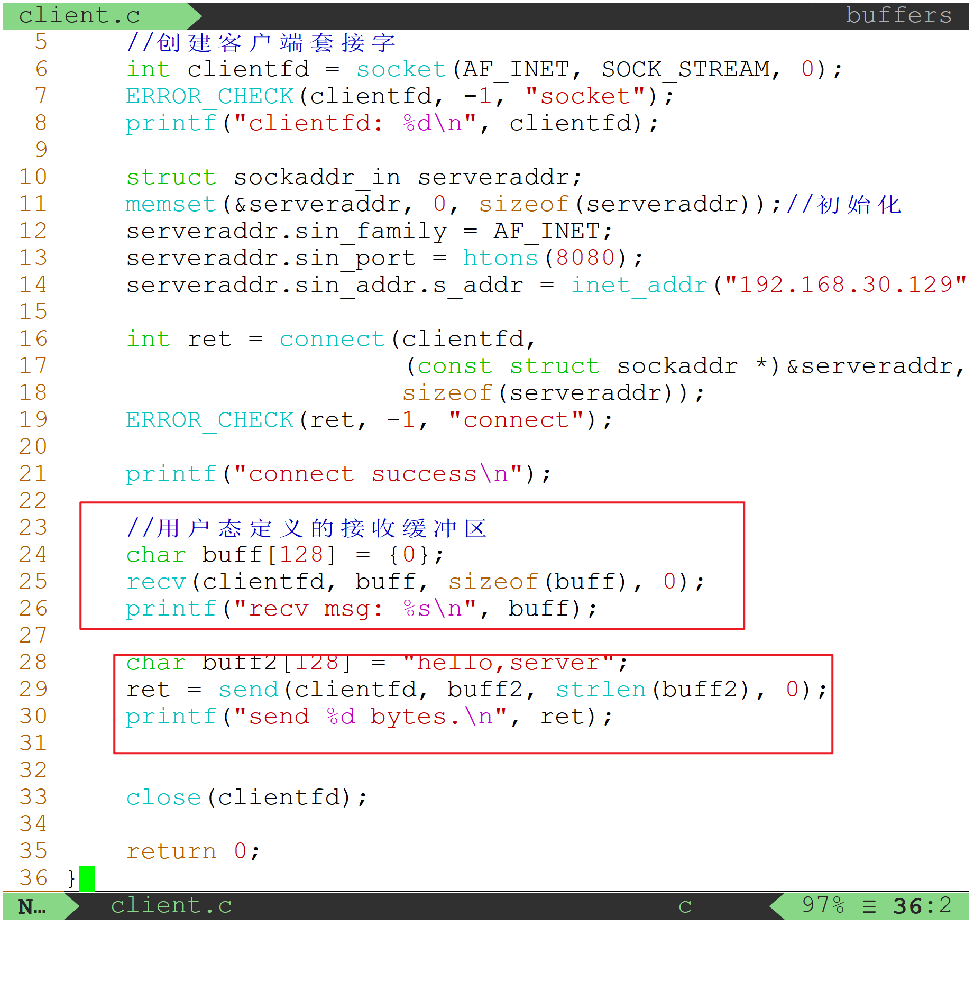 client.c buffers
5 //创建客户端套接字
6 int clientfd = socket(AF_INET, SOCK_STREAM, 0);
7 ERROR_CHECK(clientfd, -1, "socket");
8 printf("clientfd: %d\n", clientfd);
9
10 struct sockaddr_in serveraddr;
11 memset(&serveraddr, 0, sizeof(serveraddr));//初始化
12 serveraddr.sin_family = AF_INET;
13 serveraddr.sin_port = htons(8080);
14 serveraddr.sin_addr.s_addr = inet_addr("192.168.30.129"
15
16 int ret = connect(clientfd,
17 (const struct sockaddr *)&serveraddr,
18 sizeof(serveraddr));
19 ERROR_CHECK(ret, -1, "connect");
20
21 printf("connect success\n");
22
23 //用户态定义的接收缓冲区
24 char buff[128] = {0};
25 recv(clientfd, buff, sizeof(buff), 0);
26 printf("recv msg: %s\n", buff);
27
28 char buff2[128] = "hello,server";
29 ret = send(clientfd, buff2, strlen(buff2), 0);
30 printf("send %d bytes.\n", ret);
31
32
33 close(clientfd);
34
35 return 0;
36 }
N… client.c c 97% ☰ 36:2